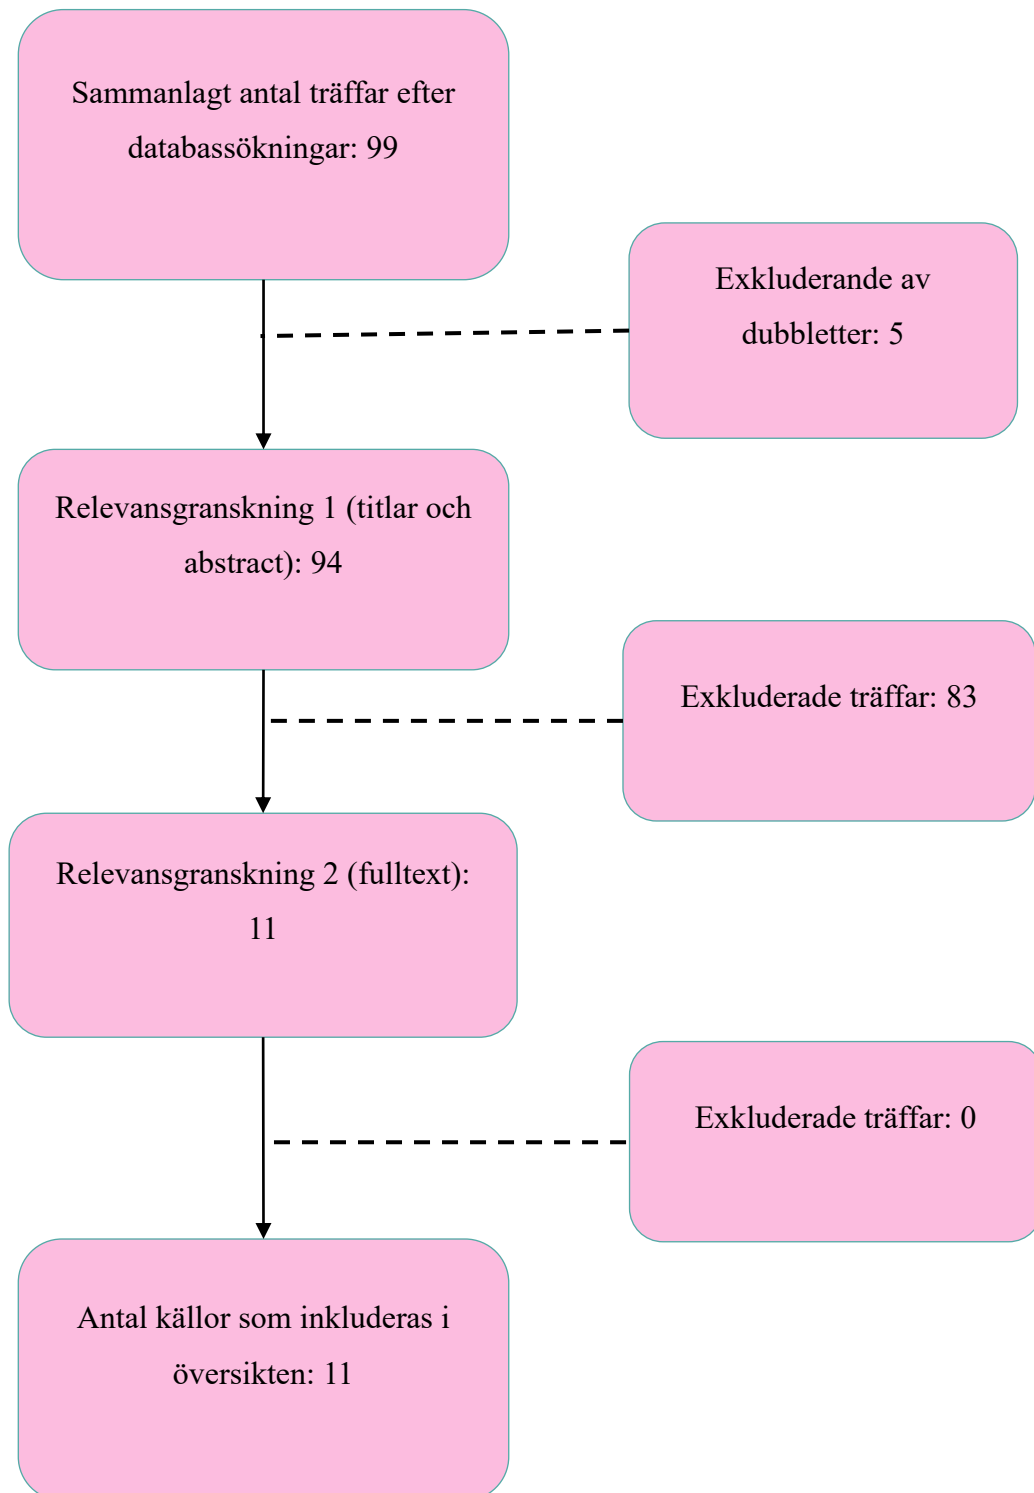 Sammanlagt antal träffar efter
databassökningar: 99
Exkluderande av
dubbletter: 5
Relevansgranskning 1 (titlar och
abstract): 94
Exkluderade träffar: 83
Relevansgranskning 2 (fulltext):
11
Exkluderade träffar: 0
Antal källor som inkluderas i
översikten: 11